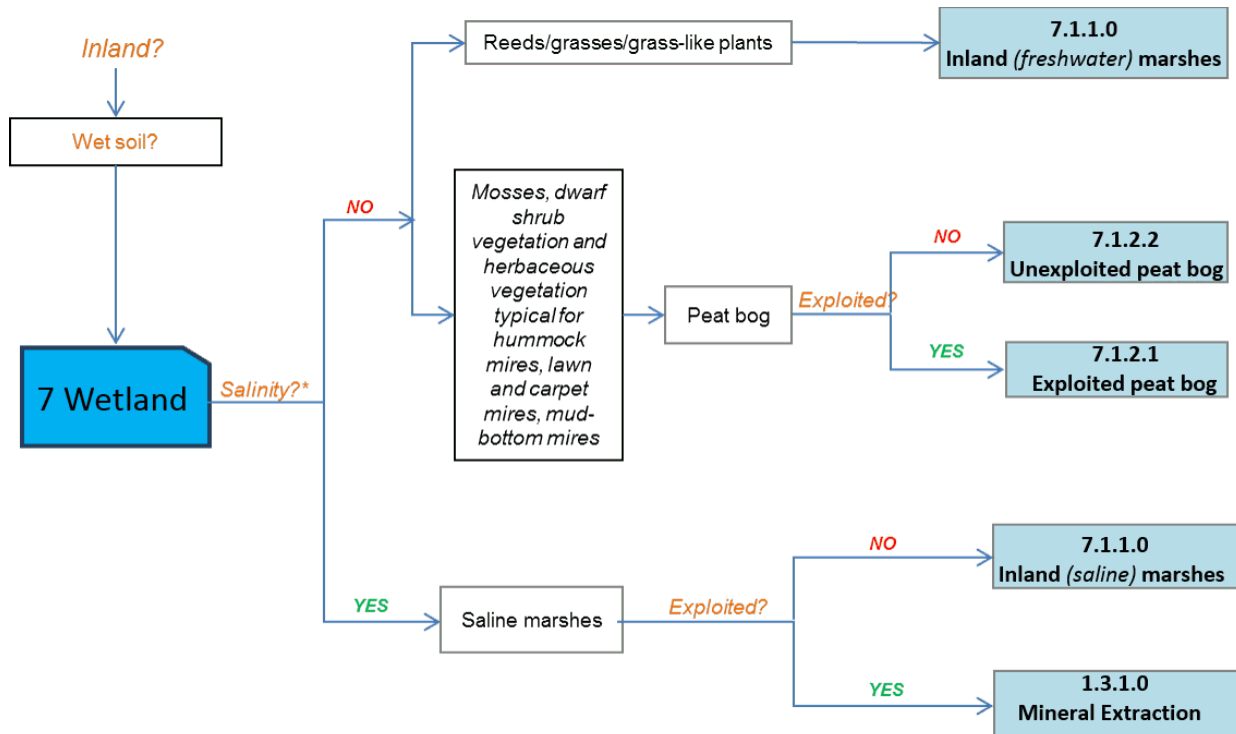 Inland?
Wet soil?
7 Wetland
Salinity?*
NO
Reeds/grasses/grass-like plants
7.1.1.0
Inland (freshwater) marshes
Mosses, dwarf
shrub
vegetation and
herbaceous
vegetation
typical for
hummock
mires, lawn
and carpet
mires, mud-
bottom mires
Peat bog
Exploited?
NO
7.1.2.2
Unexploited peat bog
YES
7.1.2.1
Exploited peat bog
YES
Saline marshes
Exploited?
NO
7.1.1.0
Inland (saline) marshes
YES
1.3.1.0
Mineral Extraction